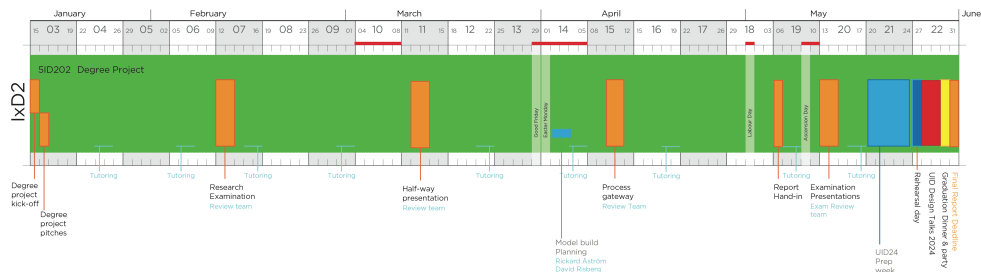 January February March April May June
15 03 19 22 04 26 29 05 02 05 06 09 12 07 16 19 08 23 26 09 01 04 10 08 11 11 15 18 12 22 25 13 29 01 14 05 08 15 12 15 16 19 22 17 26 29 18 03 06 19 10 13 20 17 20 21 24 27 22 31
5ID202 Degree Project
IxD2
Good Friday
Easter Monday
Labour Day
Ascension Day
Tutoring Tutoring Tutoring Tutoring Tutoring Tutoring Tutoring Tutoring Tutoring
Degree
project
kick-off
Degree
project
pitches
Research
Examination
Review team
Half-way
presentation
Review team
Model build
Planning
Rickard Åström
David Risberg
Process
gateway
Review Team
Report
Hand-in
Examination
Presentations
Exam Review
team
UID24
Prep
week
Rehearsal day
UID Design Talks 2024
Graduation Dinner & party
Final Report Deadline